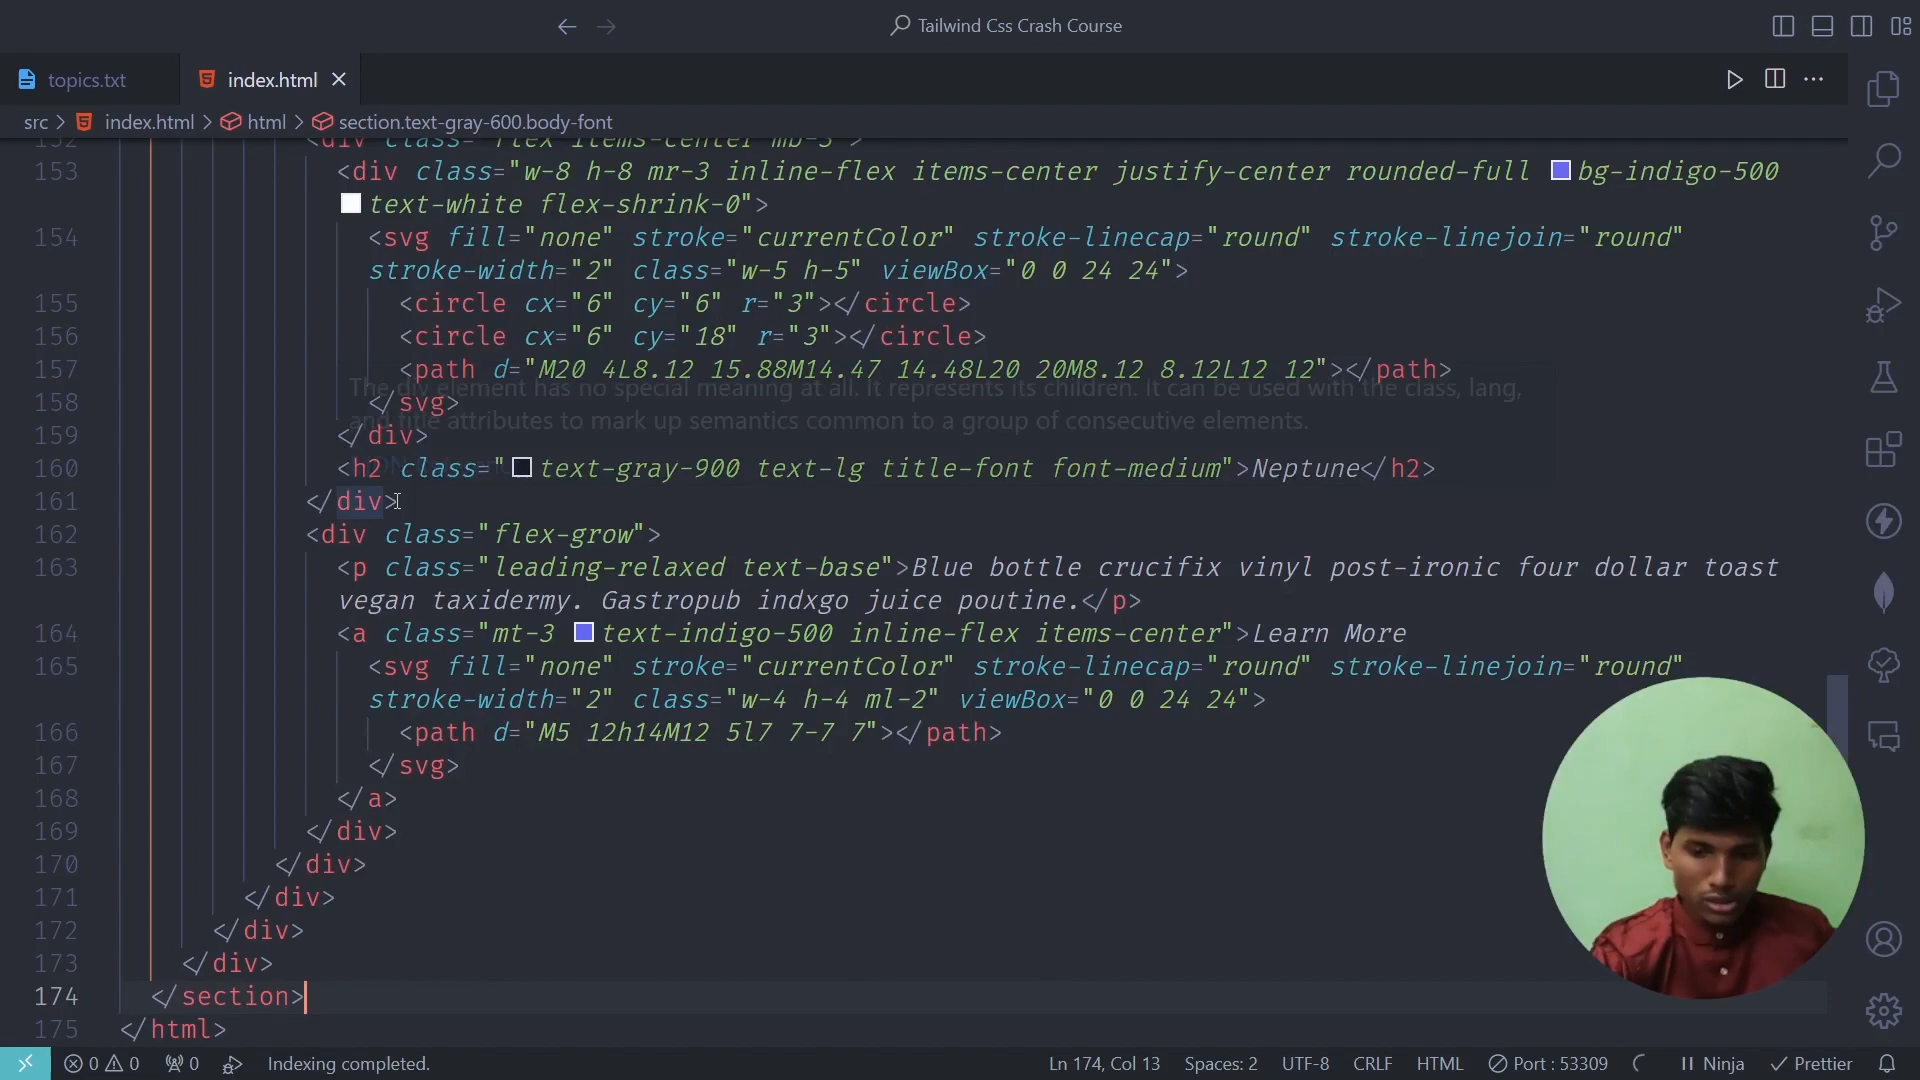 Tailwind Css Crash Course
topics.txt
index.html
src > index.html > html > section.text-gray-600.body-font
152 <div class="flex items-center mb-3">
153 <div class="w-8 h-8 mr-3 inline-flex items-center justify-center rounded-full bg-indigo-500
text-white flex-shrink-0">
154 <svg fill="none" stroke="currentColor" stroke-linecap="round" stroke-linejoin="round"
stroke-width="2" class="w-5 h-5" viewBox="0 0 24 24">
155 <circle cx="6" cy="6" r="3"></circle>
156 <circle cx="6" cy="18" r="3"></circle>
157 <path d="M20 4L8.12 15.88M14.47 14.48L20 20M8.12 8.12L12 12"></path>
The div element has no special meaning at all. It represents its children. It can be used with the class, lang,
158 </svg>
and title attributes to mark up semantics common to a group of consecutive elements.
159 </div>
160 <h2 class="text-gray-900 text-lg title-font font-medium">Neptune</h2>
161 </div>
162 <div class="flex-grow">
163 <p class="leading-relaxed text-base">Blue bottle crucifix vinyl post-ironic four dollar toast
vegan taxidermy. Gastropub indxgo juice poutine.</p>
164 <a class="mt-3 text-indigo-500 inline-flex items-center">Learn More
165 <svg fill="none" stroke="currentColor" stroke-linecap="round" stroke-linejoin="round"
stroke-width="2" class="w-4 h-4 ml-2" viewBox="0 0 24 24">
166 <path d="M5 12h14M12 5l7 7-7 7"></path>
167 </svg>
168 </a>
169 </div>
170 </div>
171 </div>
172 </div>
173 </div>
174 </section>
175 </html>
0 0 0 Indexing completed. Ln 174, Col 13 Spaces: 2 UTF-8 CRLF HTML Port : 53309 Ninja Prettier